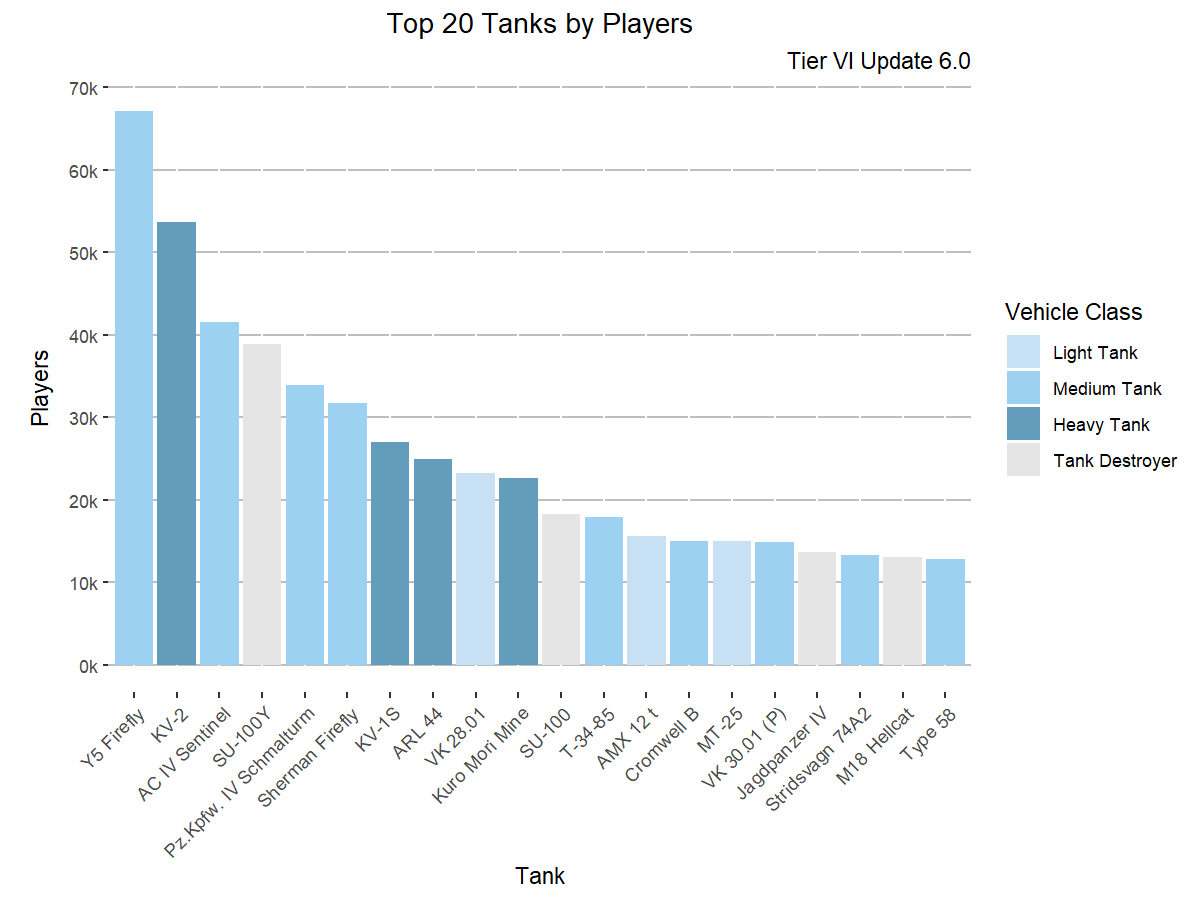 Top 20 Tanks by Players
Tier VI Update 6.0
70k
60k
50k
40k
30k
20k
10k
0k
Players
Y5 Firefly
KV-2
AC IV Sentinel
SU-100Y
Pz.Kpfw. IV Schmalturm
Sherman Firefly
KV-1S
ARL 44
VK 28.01
Kuro Mori Mine
SU-100
T-34-85
AMX 12 t
Cromwell B
MT-25
VK 30.01 (P)
Jagdpanzer IV
Stridsvagn 74A2
M18 Hellcat
Type 58
Tank
Vehicle Class
Light Tank
Medium Tank
Heavy Tank
Tank Destroyer